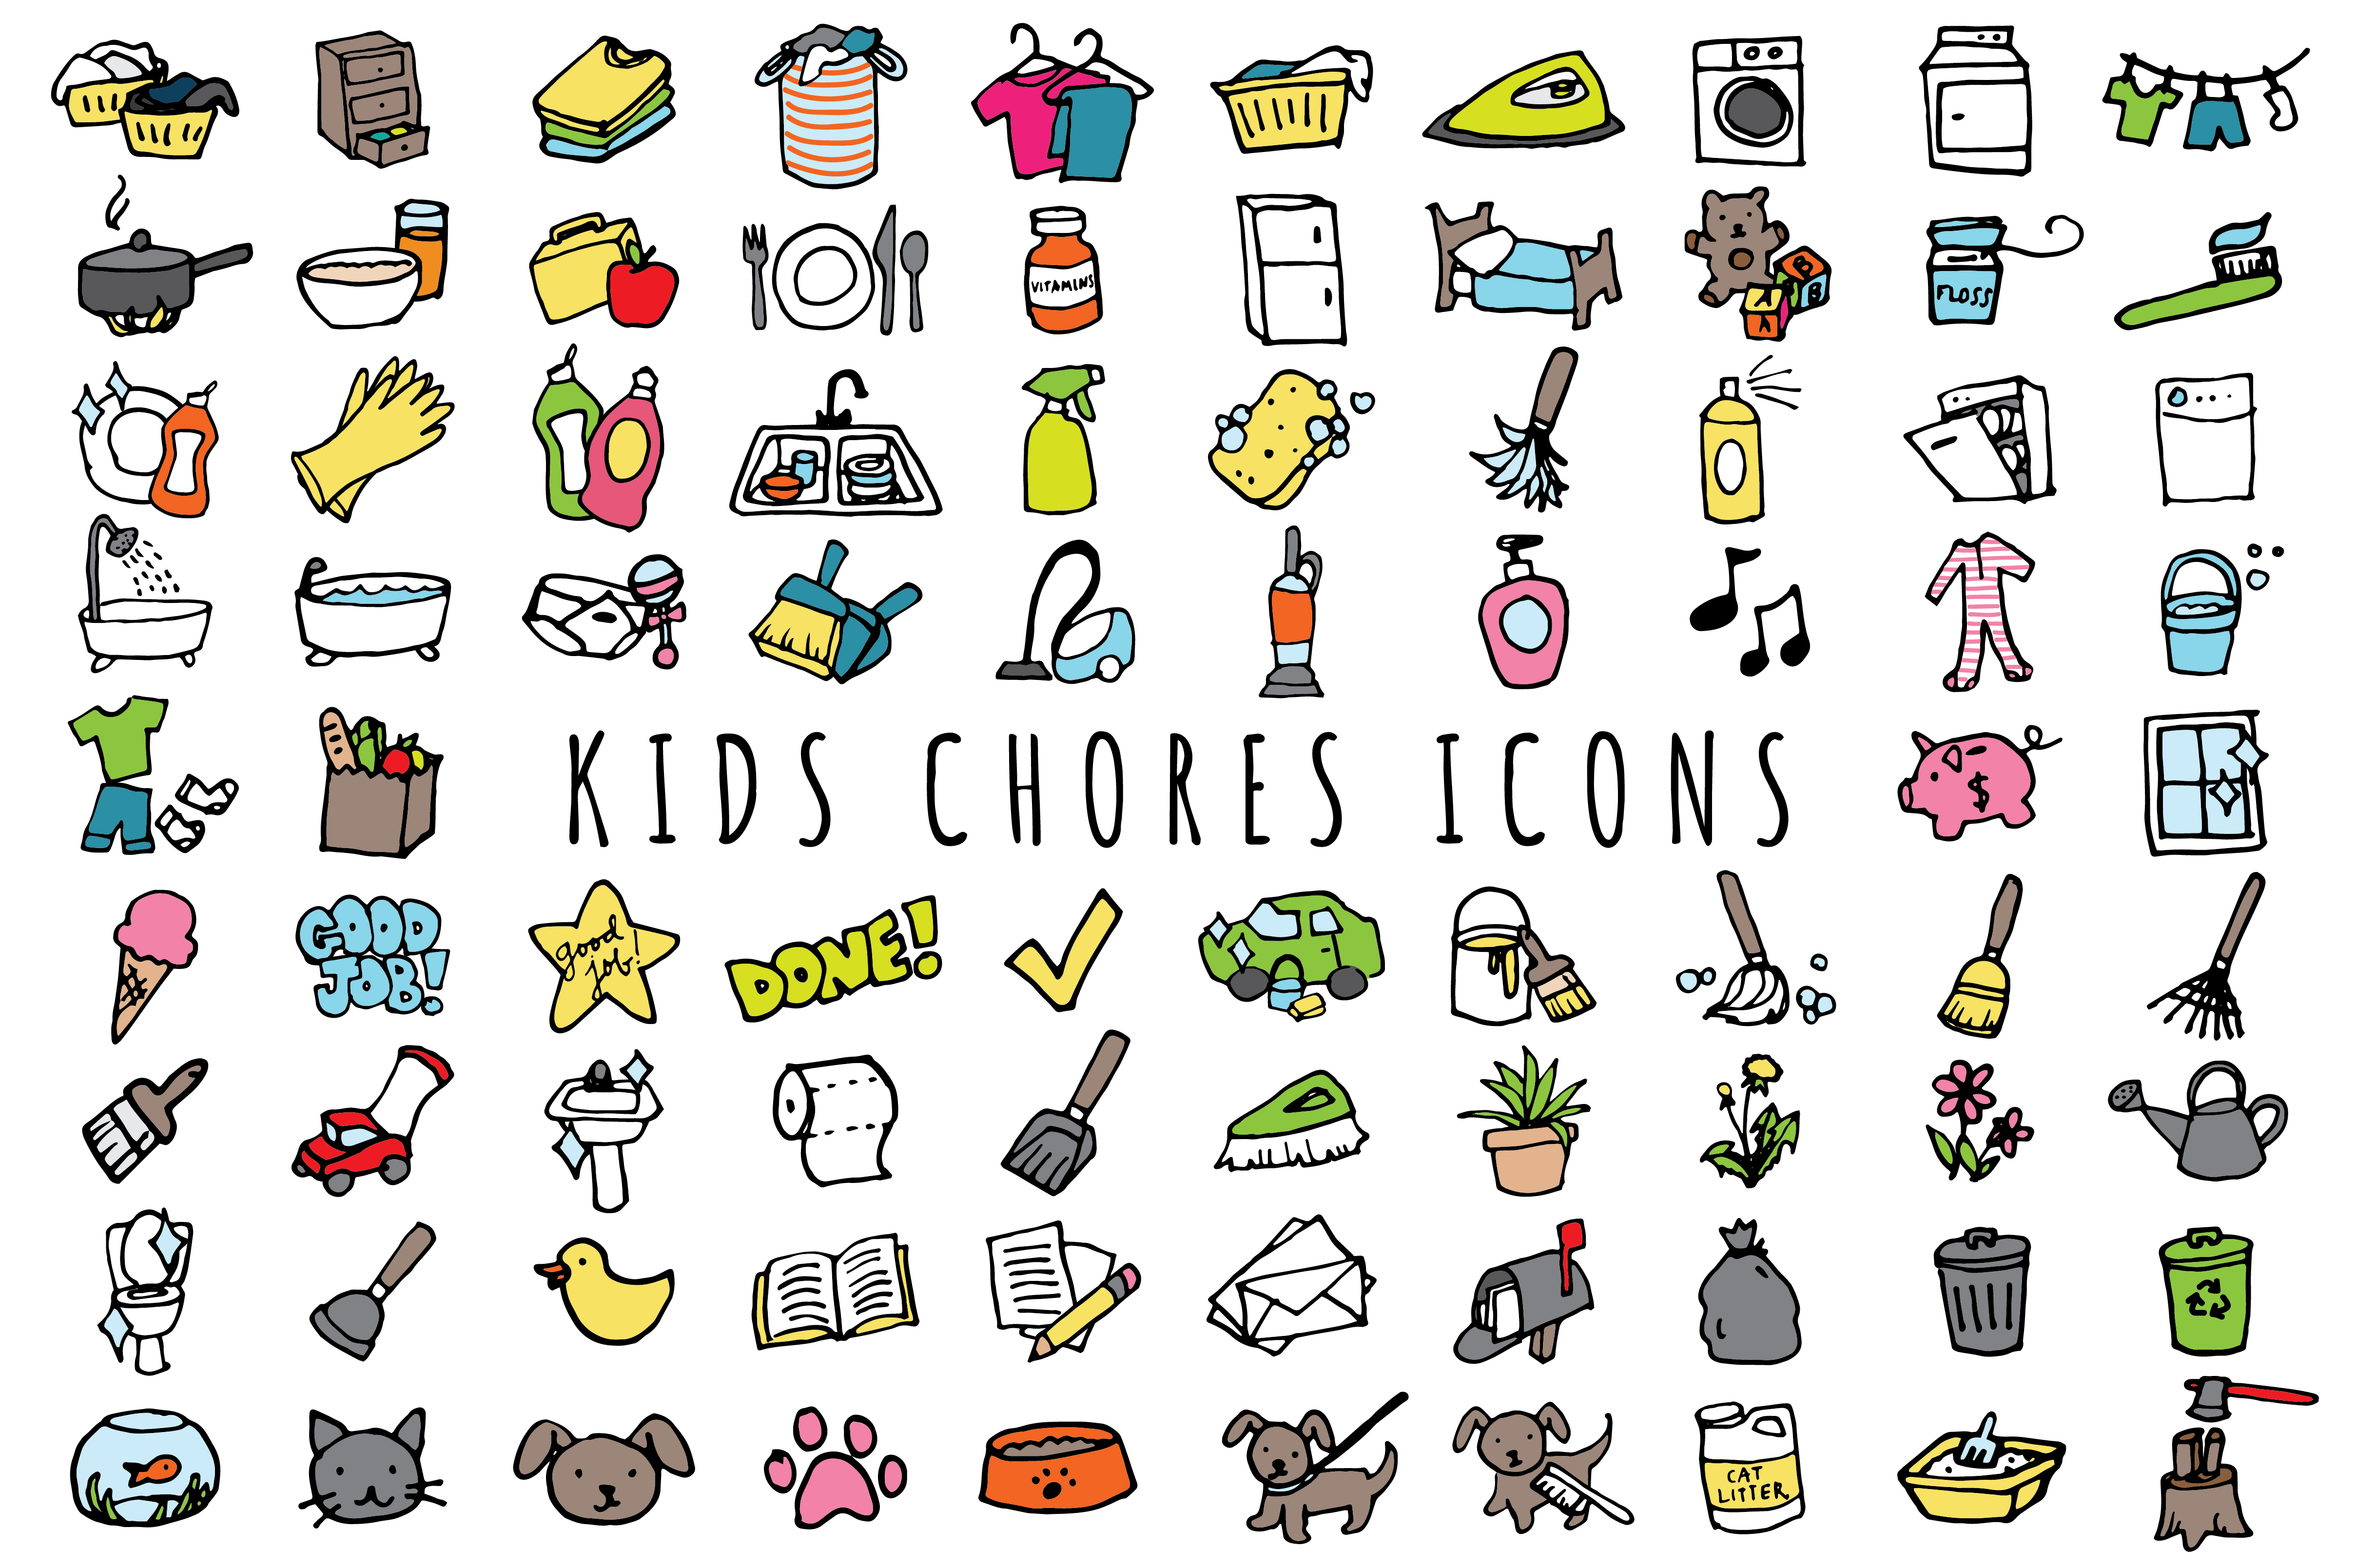 VITAMINS
A
B
B
A
FLOSS
KIDS CHORES ICONS
$
GOOD
JOB!
good
job!
DONE!
CAT
LITTER